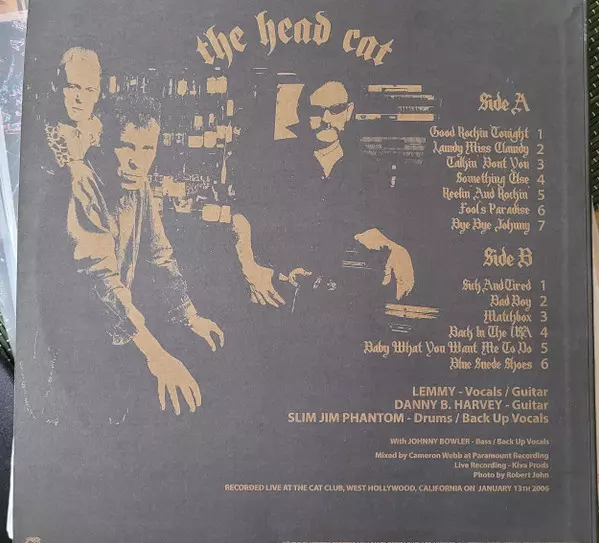 the head cat
Side A
Good Rockin Tonight 1
Lawdy Miss Clawdy 2
Talkin' Bout You 3
Something Else 4
Reelin' And Rockin' 5
Fool's Paradise 6
Bye Bye Johnny 7
Side B
Sick And Tired 1
Bad Boy 2
Matchbox 3
Back In The USA 4
Baby What You Want Me To Do 5
Blue Suede Shoes 6
LEMMY - Vocals / Guitar
DANNY B. HARVEY - Guitar
SLIM JIM PHANTOM - Drums / Back Up Vocals
With JOHNNY BOWLER - Bass / Back Up Vocals
Mixed by Cameron Webb at Paramount Recording
Live Recording - Kiva Prods
Photo by Robert John
RECORDED LIVE AT THE CAT CLUB, WEST HOLLYWOOD, CALIFORNIA ON JANUARY 13TH 2006